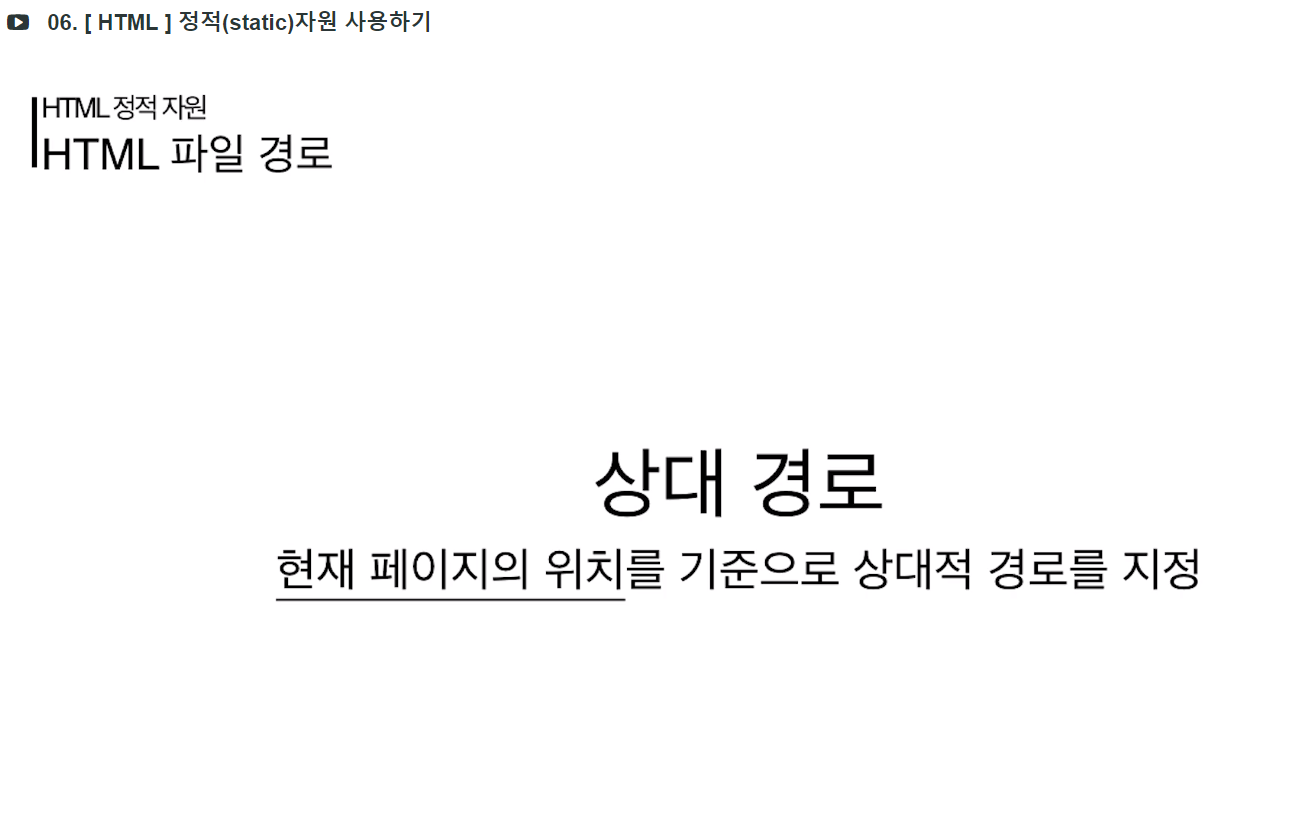 06. [ HTML ] 정적(static)자원 사용하기
HTML 정적 자원
HTML 파일 경로
상대 경로
현재 페이지의 위치를 기준으로 상대적 경로를 지정